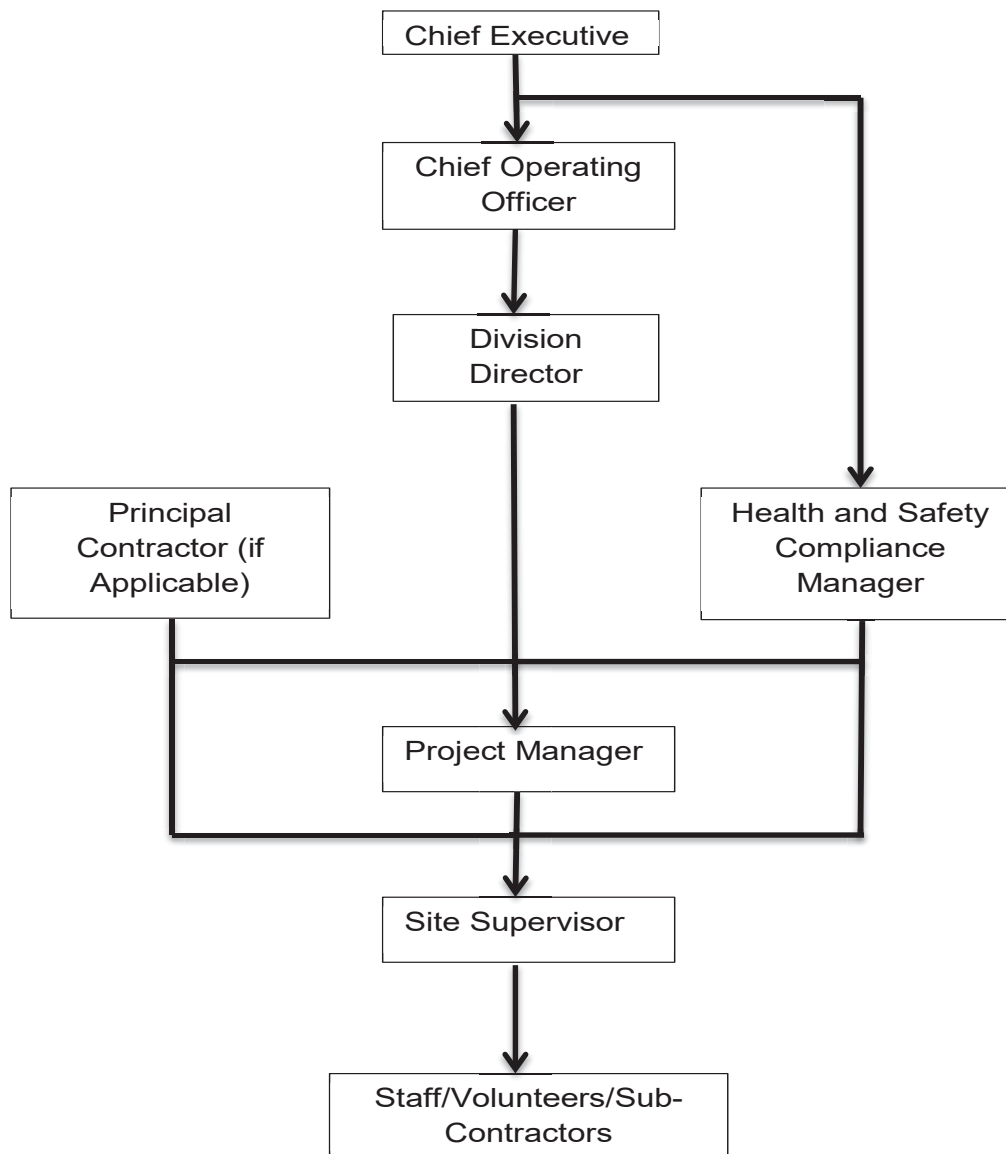 Chief Executive
Chief Operating
Officer
Division
Director
Principal
Contractor (if
Applicable)
Health and Safety
Compliance
Manager
Project Manager
Site Supervisor
Staff/Volunteers/Sub-
Contractors